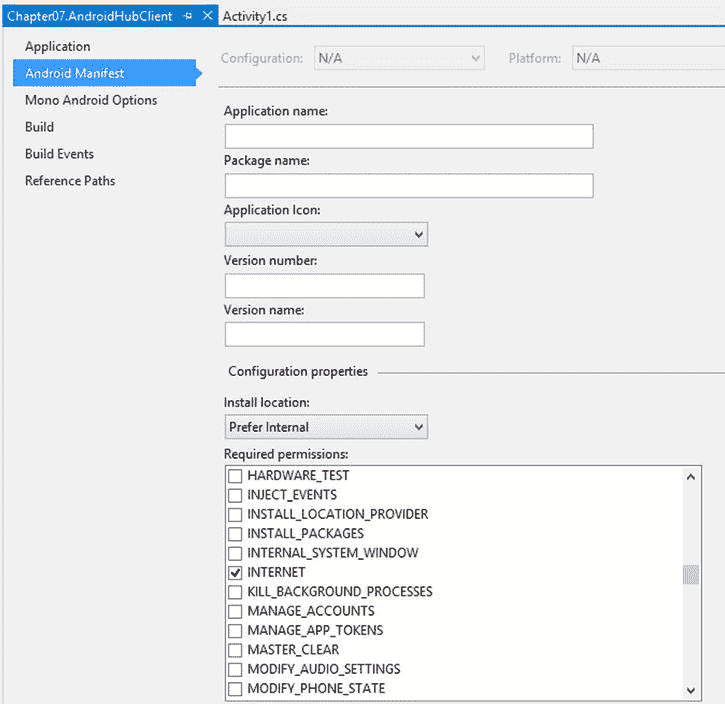 Chapter07.AndroidHubClient Activity1.cs
Application
Android Manifest
Mono Android Options
Build
Build Events
Reference Paths
Configuration: N/A Platform: N/A
Application name:
Package name:
Application Icon:
Version number:
Version name:
Configuration properties
Install location:
Prefer Internal
Required permissions:
HARDWARE_TEST
INJECT_EVENTS
INSTALL_LOCATION_PROVIDER
INSTALL_PACKAGES
INTERNAL_SYSTEM_WINDOW
INTERNET
KILL_BACKGROUND_PROCESSES
MANAGE_ACCOUNTS
MANAGE_APP_TOKENS
MASTER_CLEAR
MODIFY_AUDIO_SETTINGS
MODIFY_PHONE_STATE